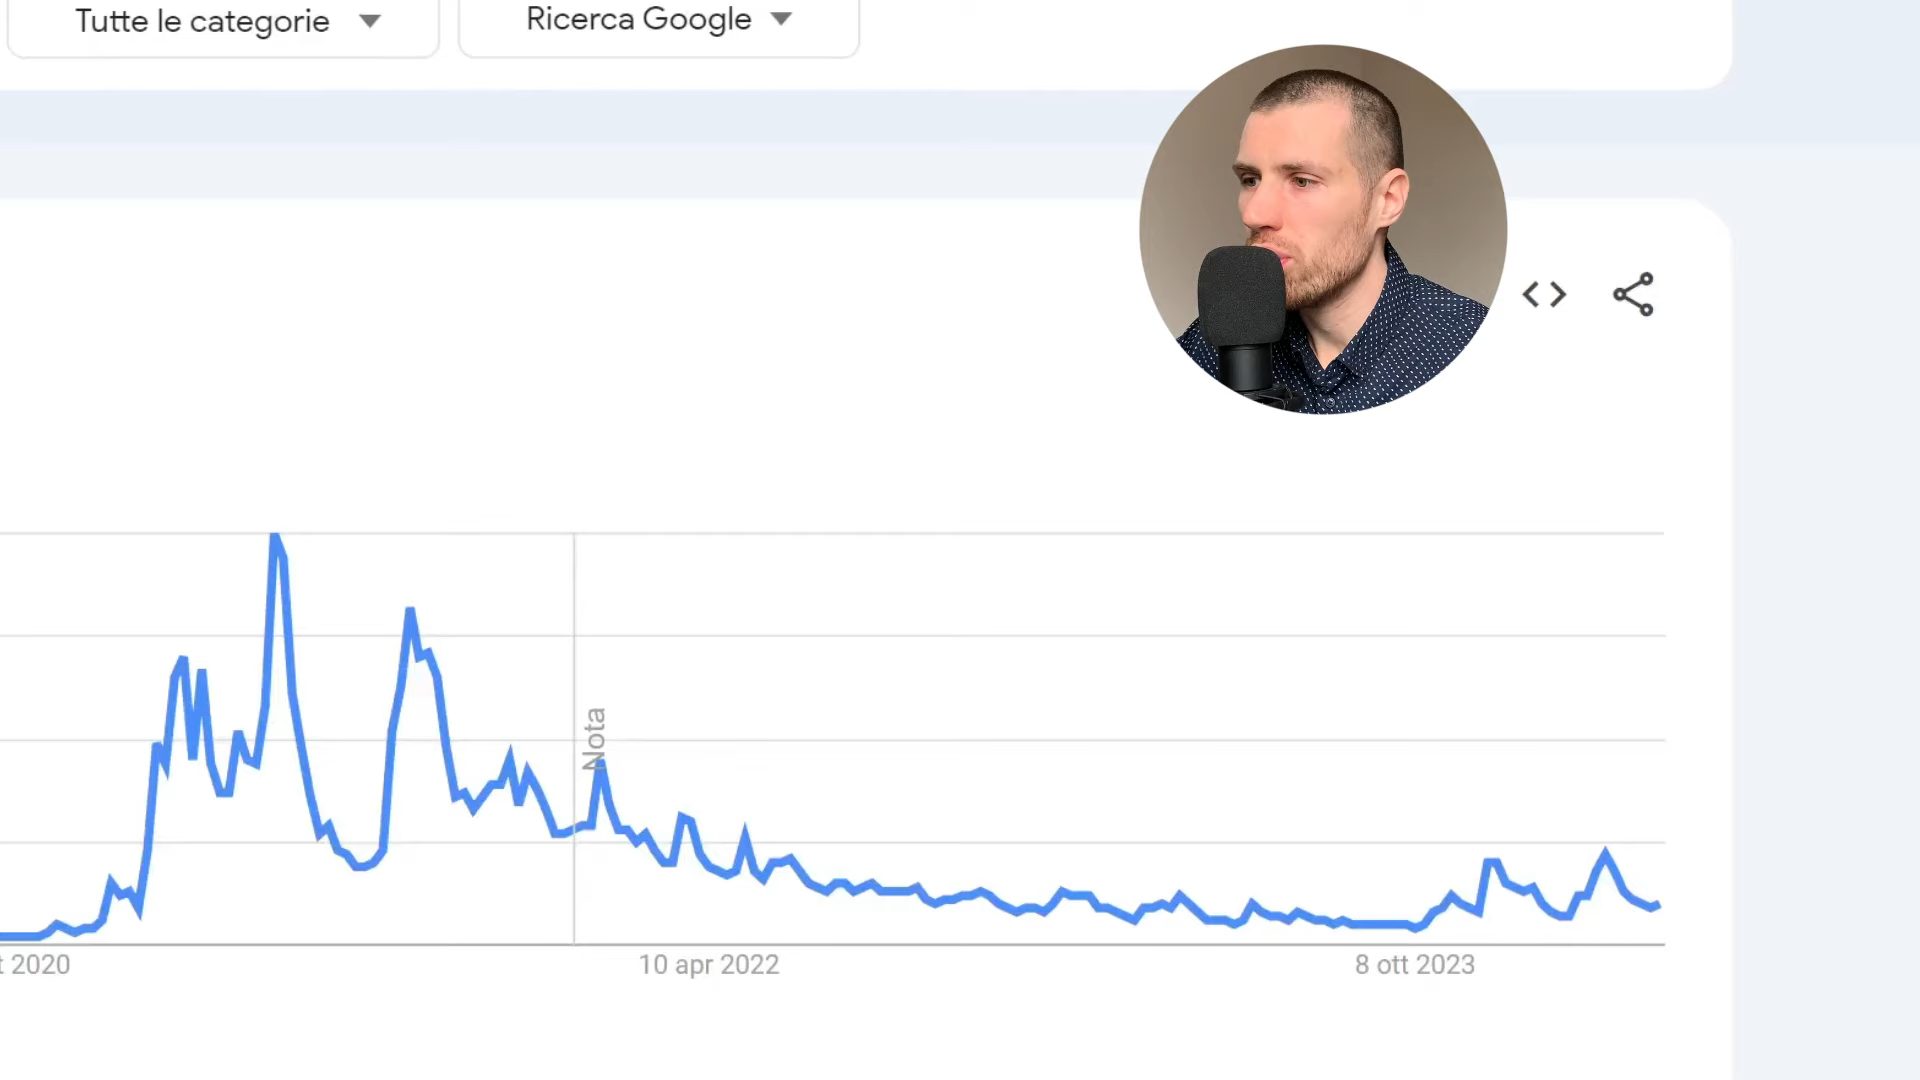 Tutte le categorie
Ricerca Google
Nota
t 2020
10 apr 2022
8 ott 2023